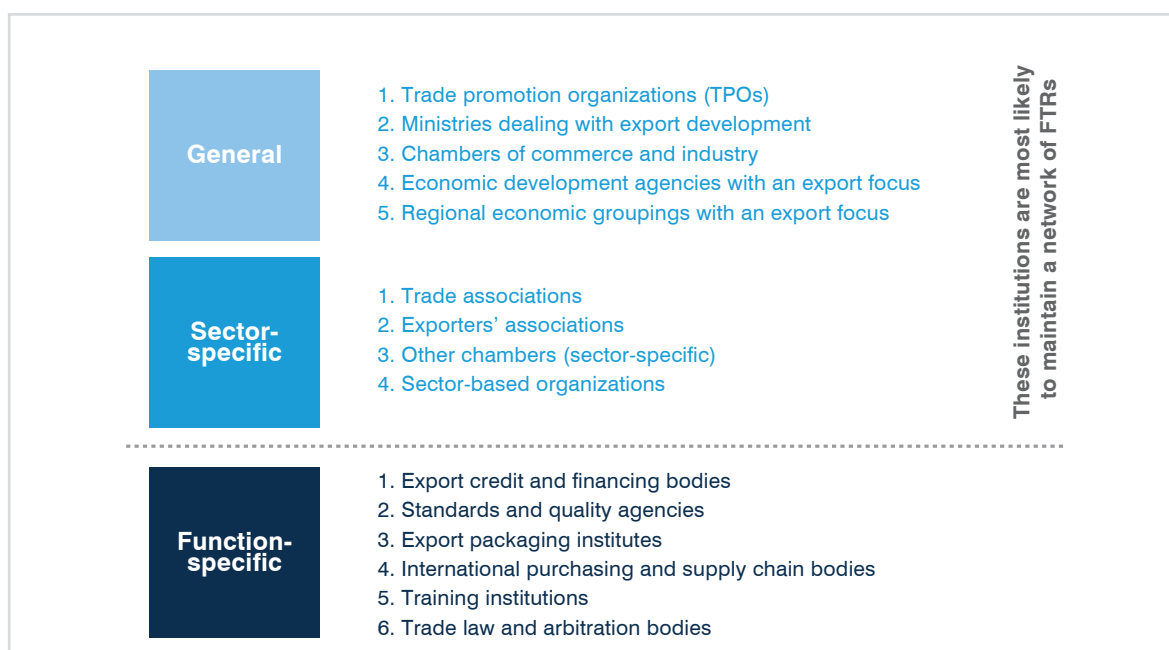 General
1. Trade promotion organizations (TPOs)
2. Ministries dealing with export development
3. Chambers of commerce and industry
4. Economic development agencies with an export focus
5. Regional economic groupings with an export focus
Sector-
specific
1. Trade associations
2. Exporters’ associations
3. Other chambers (sector-specific)
4. Sector-based organizations
These institutions are most likely
to maintain a network of FTRs
Function-
specific
1. Export credit and financing bodies
2. Standards and quality agencies
3. Export packaging institutes
4. International purchasing and supply chain bodies
5. Training institutions
6. Trade law and arbitration bodies